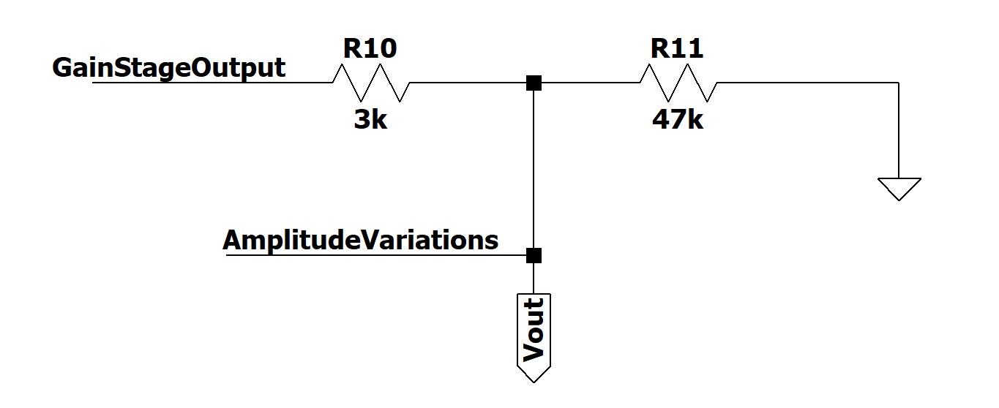 R10
R11
GainStageOutput
3k
47k
AmplitudeVariations
Vout